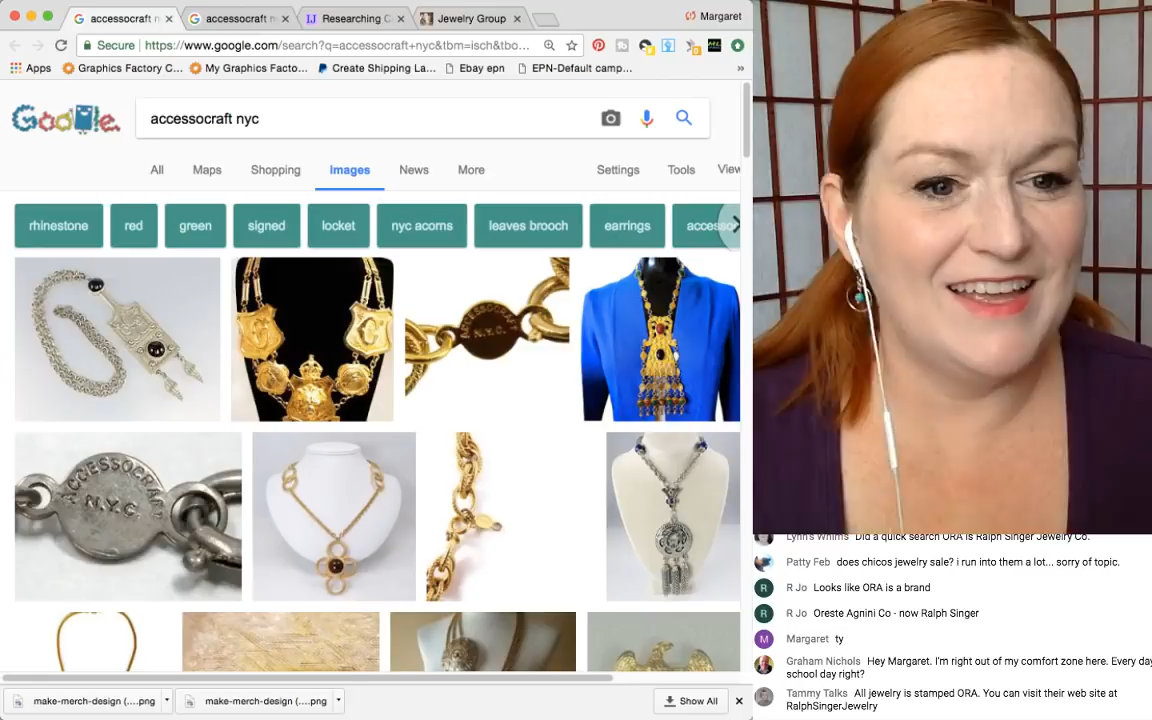 accessocraft n
accessocraft n
Researching C
Jewelry Group
Margaret
Secure
https://www.google.com/search?q=accessocraft+nyc&tbm=isch&tbo...
Apps
Graphics Factory C...
My Graphics Facto...
Create Shipping La...
Ebay epn
EPN-Default camp...
»
Google
accessocraft nyc
All
Maps
Shopping
Images
News
More
Settings
Tools
View
rhinestone
red
green
signed
locket
nyc acorns
leaves brooch
earrings
access
ACCESSOCRAFT
N.Y.C.
ACCESSOCRAFT
N.Y.C.
Lynn's Whims Did a quick search ORA is Ralph Singer Jewelry Co.
Patty Feb does chicos jewelry sale? i run into them a lot... sorry of topic.
R Jo Looks like ORA is a brand
R Jo Oreste Agnini Co - now Ralph Singer
Margaret ty
Graham Nichols Hey Margaret. I'm right out of my comfort zone here. Every day
school day right?
Tammy Talks All jewelry is stamped ORA. You can visit their web site at
RalphSingerJewelry
make-merch-design (....png
make-merch-design (....png
Show All